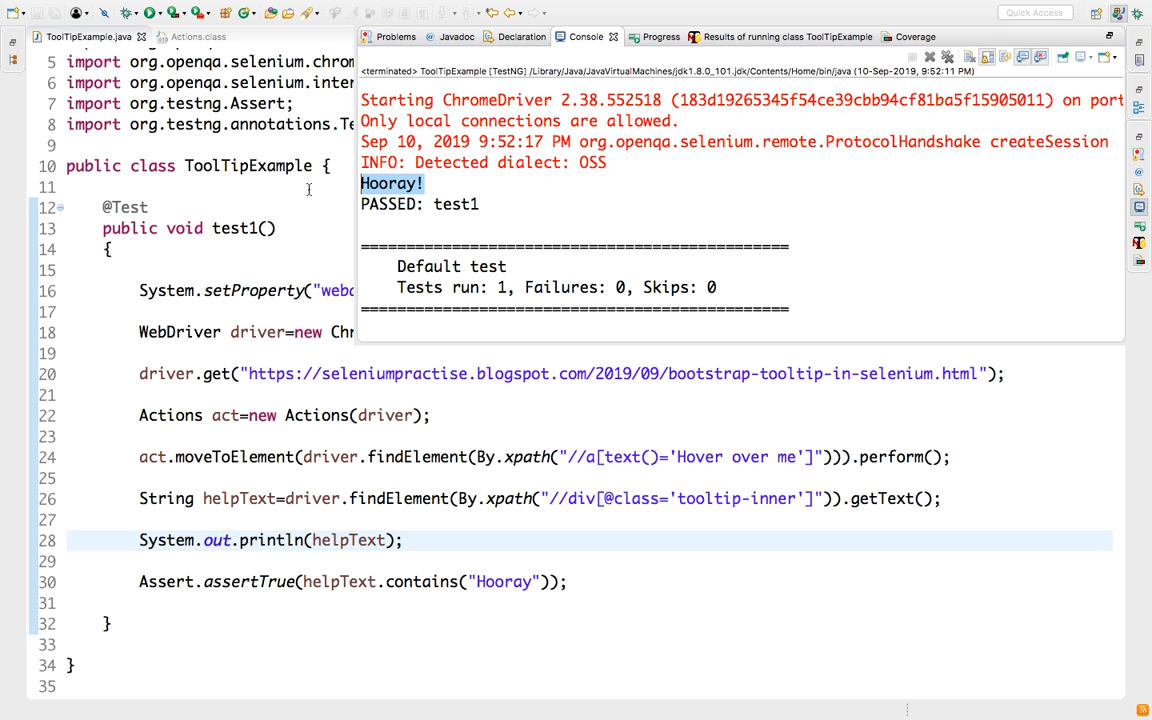 Quick Access
ToolTipExample.java
Actions.class
Problems
Javadoc
Declaration
Console
Progress
Results of running class ToolTipExample
Coverage
<terminated> ToolTipExample [TestNG] /Library/Java/JavaVirtualMachines/jdk1.8.0_101.jdk/Contents/Home/bin/java (10-Sep-2019, 9:52:11 PM)
Starting ChromeDriver 2.38.552518 (183d19265345f54ce39cbb94cf81ba5f15905011) on port
Only local connections are allowed.
Sep 10, 2019 9:52:17 PM org.openqa.selenium.remote.ProtocolHandshake createSession
INFO: Detected dialect: OSS
Hooray!
PASSED: test1
===============================================
Default test
Tests run: 1, Failures: 0, Skips: 0
===============================================
5 import org.openqa.selenium.chrom
6 import org.openqa.selenium.inter
7 import org.testng.Assert;
8 import org.testng.annotations.Te
9
10 public class ToolTipExample {
11
12 @Test
13 public void test1()
14 {
15
16 System.setProperty("webd
17
18 WebDriver driver=new Chr
19
20 driver.get("https://seleniumpractise.blogspot.com/2019/09/bootstrap-tooltip-in-selenium.html");
21
22 Actions act=new Actions(driver);
23
24 act.moveToElement(driver.findElement(By.xpath("//a[text()='Hover over me']"))).perform();
25
26 String helpText=driver.findElement(By.xpath("//div[@class='tooltip-inner']")).getText();
27
28 System.out.println(helpText);
29
30 Assert.assertTrue(helpText.contains("Hooray"));
31
32 }
33
34 }
35